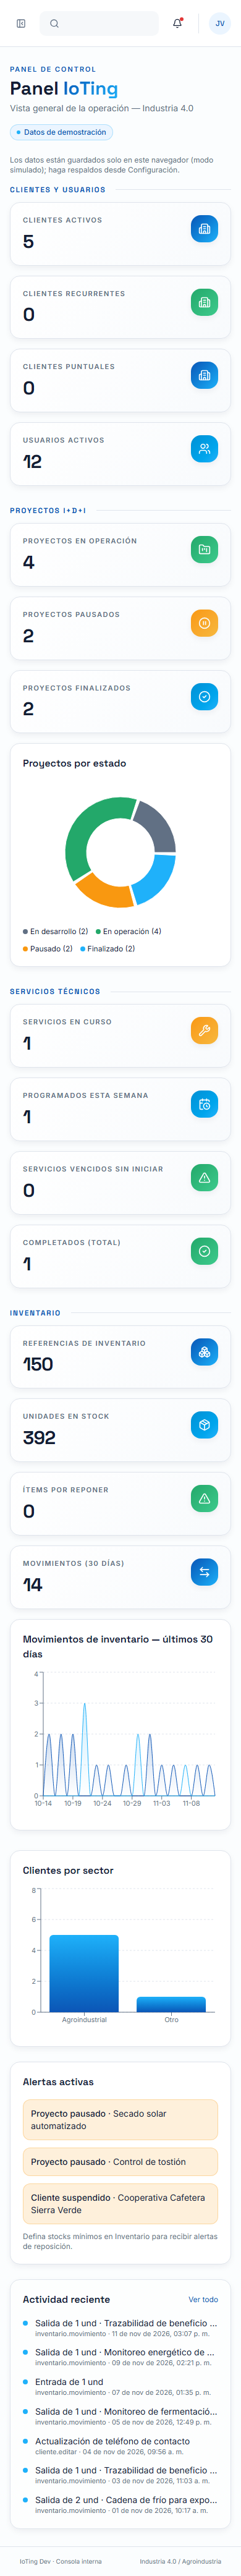 JV
PANEL DE CONTROL
Panel IoTing
Vista general de la operación — Industria 4.0
Datos de demostración
Los datos están guardados solo en este navegador (modo
simulado); haga respaldos desde Configuración.
CLIENTES Y USUARIOS
CLIENTES ACTIVOS
5
CLIENTES RECURRENTES
0
CLIENTES PUNTUALES
0
USUARIOS ACTIVOS
12
PROYECTOS I+D+I
PROYECTOS EN OPERACIÓN
4
PROYECTOS PAUSADOS
2
PROYECTOS FINALIZADOS
2
Proyectos por estado
En desarrollo (2) En operación (4)
Pausado (2) Finalizado (2)
SERVICIOS TÉCNICOS
SERVICIOS EN CURSO
1
PROGRAMADOS ESTA SEMANA
1
SERVICIOS VENCIDOS SIN INICIAR
0
COMPLETADOS (TOTAL)
1
INVENTARIO
REFERENCIAS DE INVENTARIO
150
UNIDADES EN STOCK
392
ÍTEMS POR REPONER
0
MOVIMIENTOS (30 DÍAS)
14
Movimientos de inventario — últimos 30
días
4
3
2
1
0
10-14 10-19 10-24 10-29 11-03 11-08
Clientes por sector
8
6
4
2
0
Agroindustrial Otro
Alertas activas
Proyecto pausado · Secado solar
automatizado
Proyecto pausado · Control de tostión
Cliente suspendido · Cooperativa Cafetera
Sierra Verde
Defina stocks mínimos en Inventario para recibir alertas
de reposición.
Actividad reciente Ver todo
Salida de 1 und · Trazabilidad de beneficio ...
inventario.movimiento · 11 de nov de 2026, 03:07 p. m.
Salida de 1 und · Monitoreo energético de ...
inventario.movimiento · 09 de nov de 2026, 02:21 p. m.
Entrada de 1 und
inventario.movimiento · 07 de nov de 2026, 01:35 p. m.
Salida de 1 und · Monitoreo de fermentació...
inventario.movimiento · 05 de nov de 2026, 12:49 p. m.
Actualización de teléfono de contacto
cliente.editar · 04 de nov de 2026, 09:56 a. m.
Salida de 1 und · Trazabilidad de beneficio ...
inventario.movimiento · 03 de nov de 2026, 11:03 a. m.
Salida de 2 und · Cadena de frío para expo...
inventario.movimiento · 01 de nov de 2026, 10:17 a. m.
IoTing Dev · Consola interna Industria 4.0 / Agroindustria